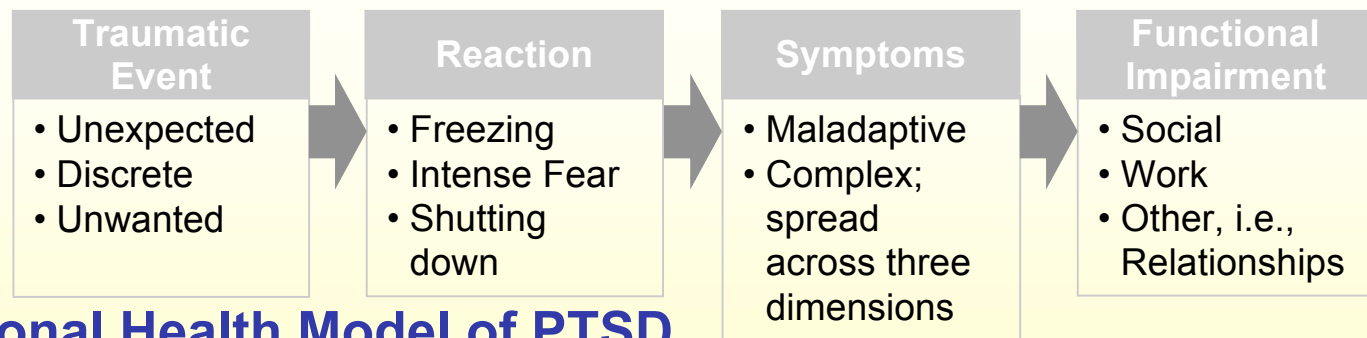 Traumatic
Event
• Unexpected
• Discrete
• Unwanted
Reaction
• Freezing
• Intense Fear
• Shutting
down
Symptoms
• Maladaptive
• Complex;
spread
across three
dimensions
Functional
Impairment
• Social
• Work
• Other, i.e.,
Relationships
Health Model of PTSD